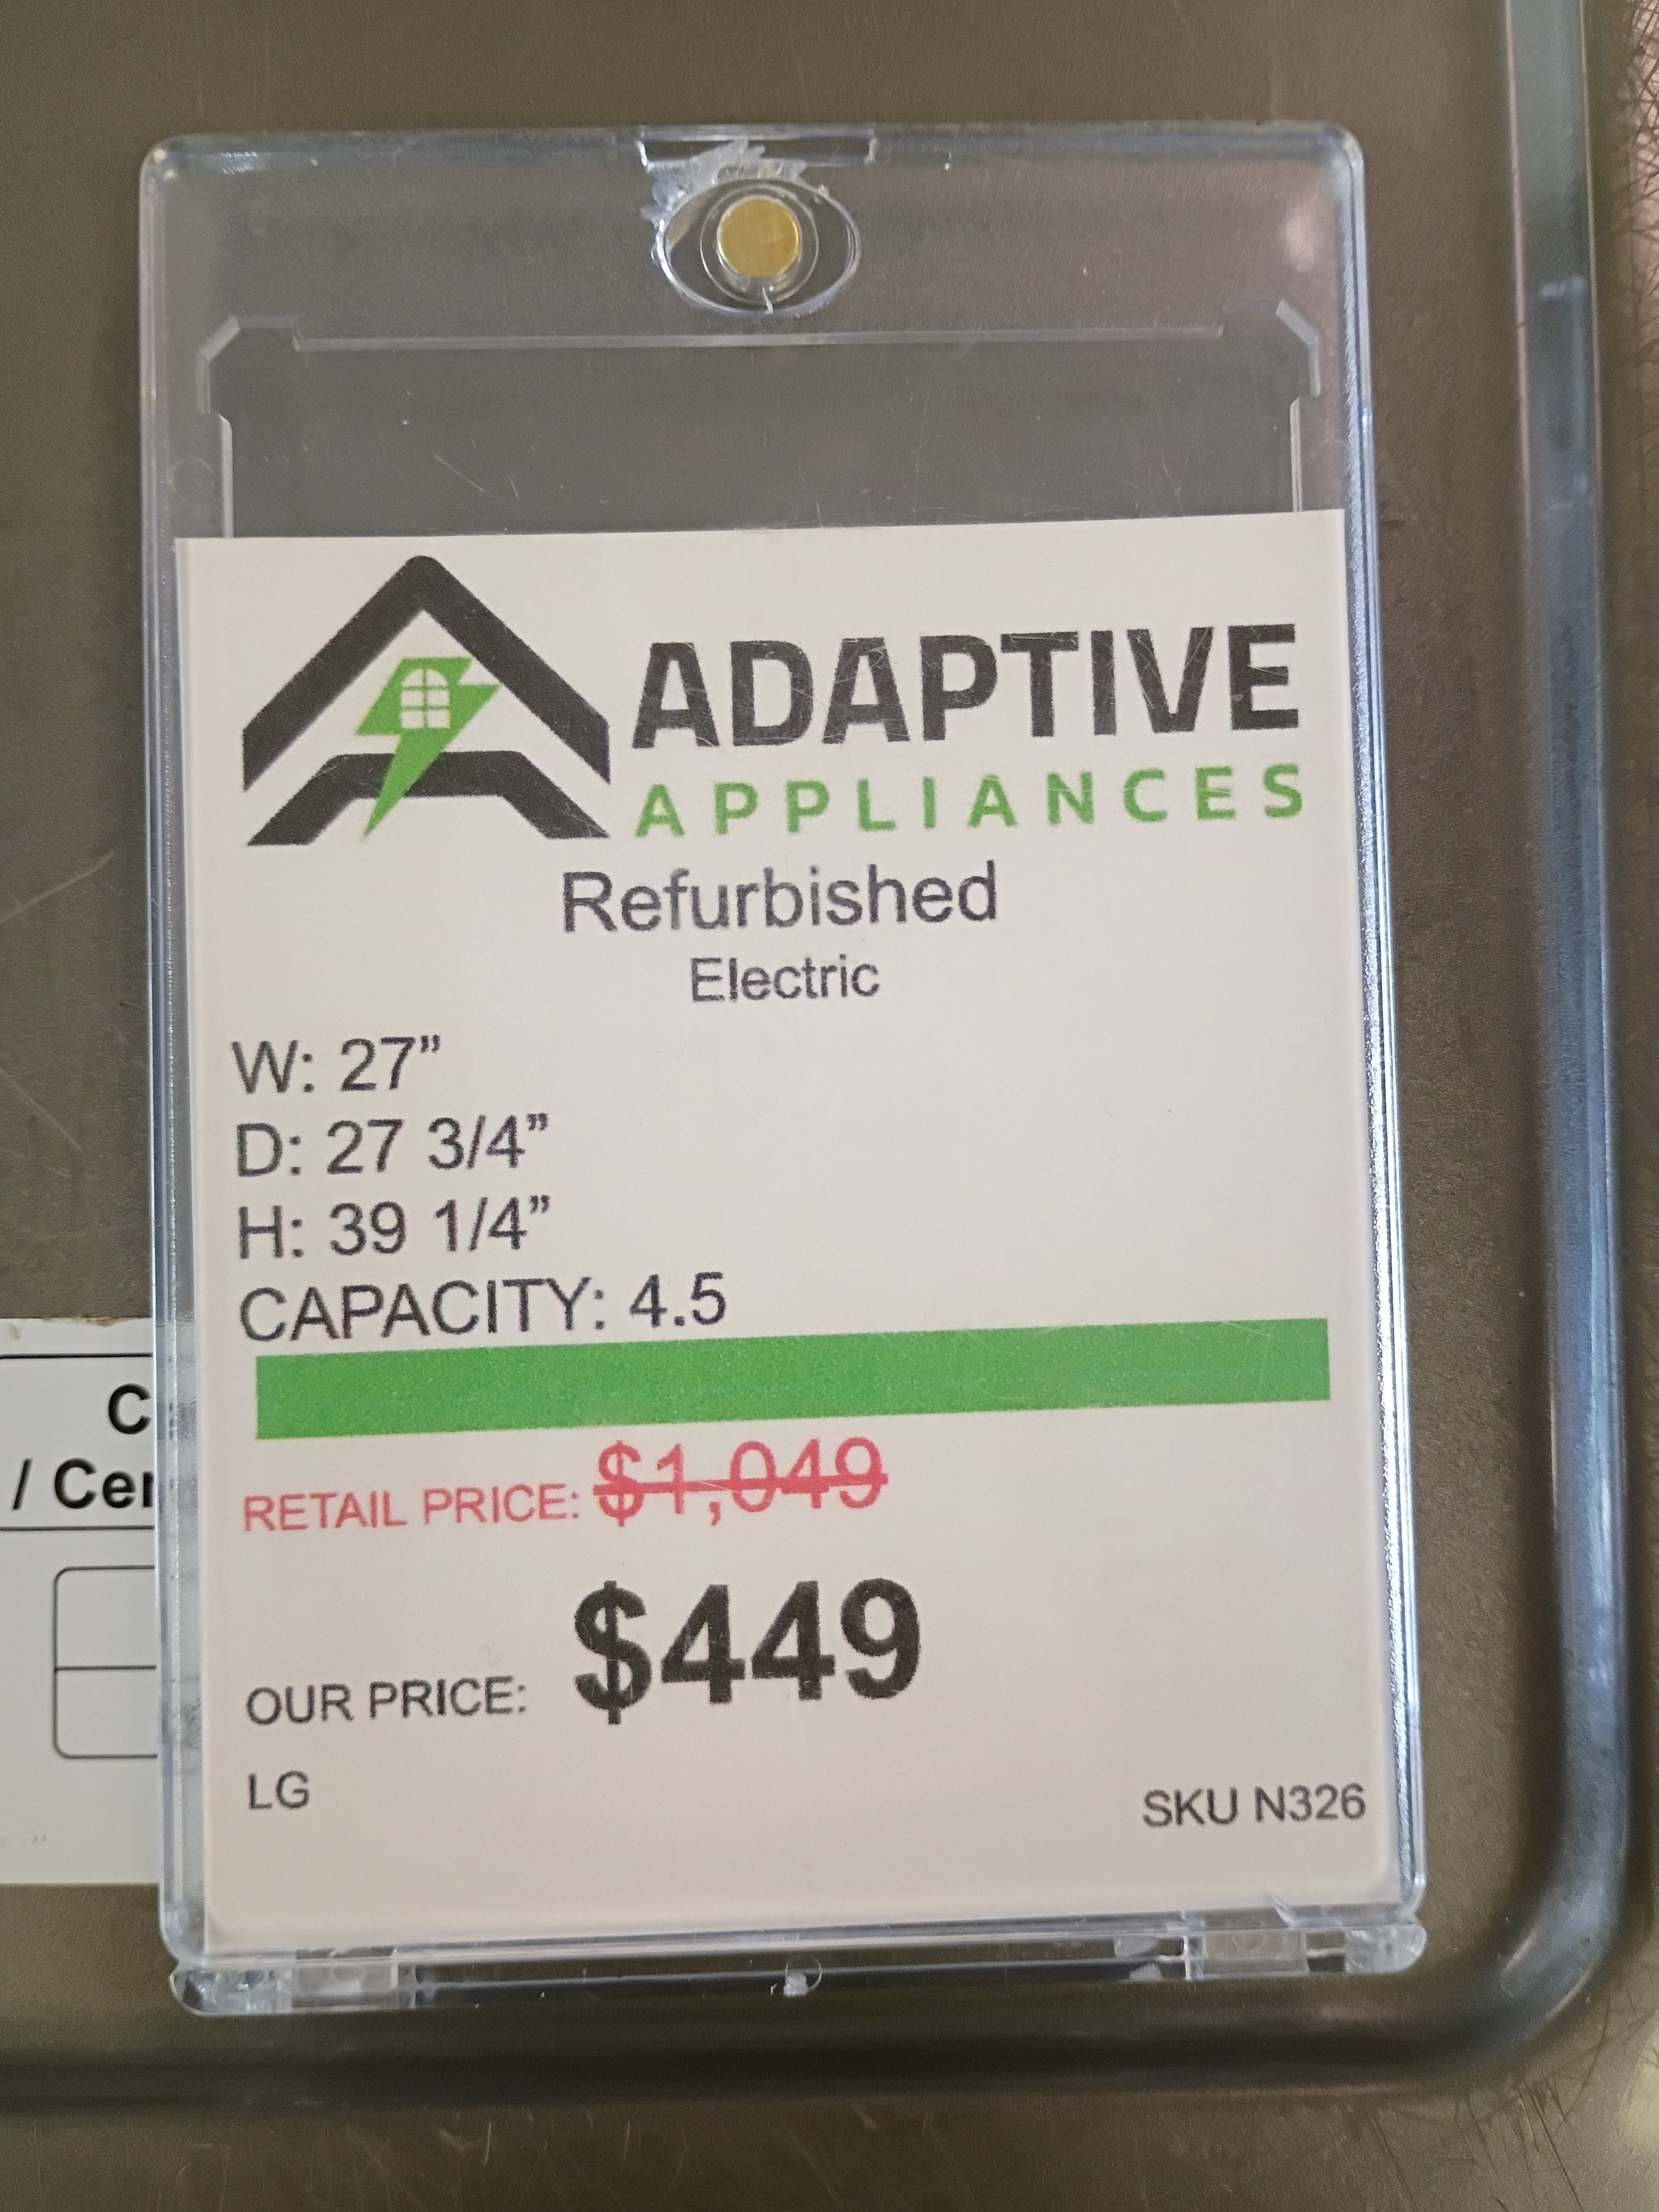 ADAPTIVE
APPLIANCES
Refurbished
Electric
W: 27”
D: 27 3/4”
H: 39 1/4”
CAPACITY: 4.5
C
/ Cer
RETAIL PRICE: $1,049
OUR PRICE: $449
LG
SKU N326